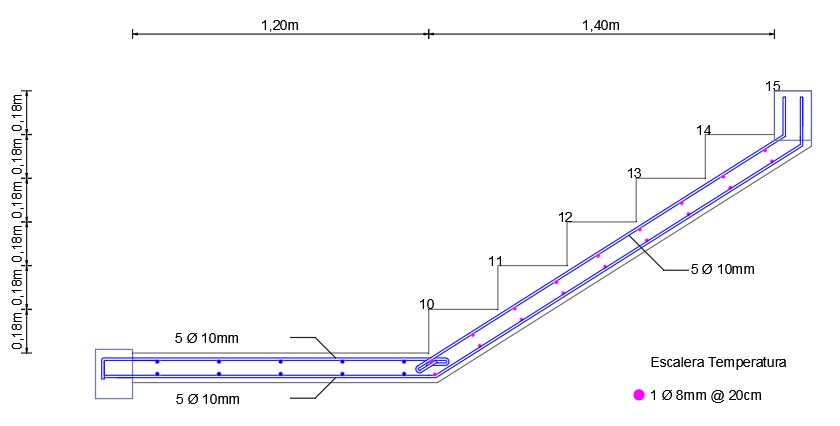 1,20m
1,40m
15
14
13
12
11
10
0,18m
0,18m
0,18m
0,18m
0,18m
0,18m
5 Ø 10mm
5 Ø 10mm
5 Ø 10mm
Escalera Temperatura
1 Ø 8mm @ 20cm